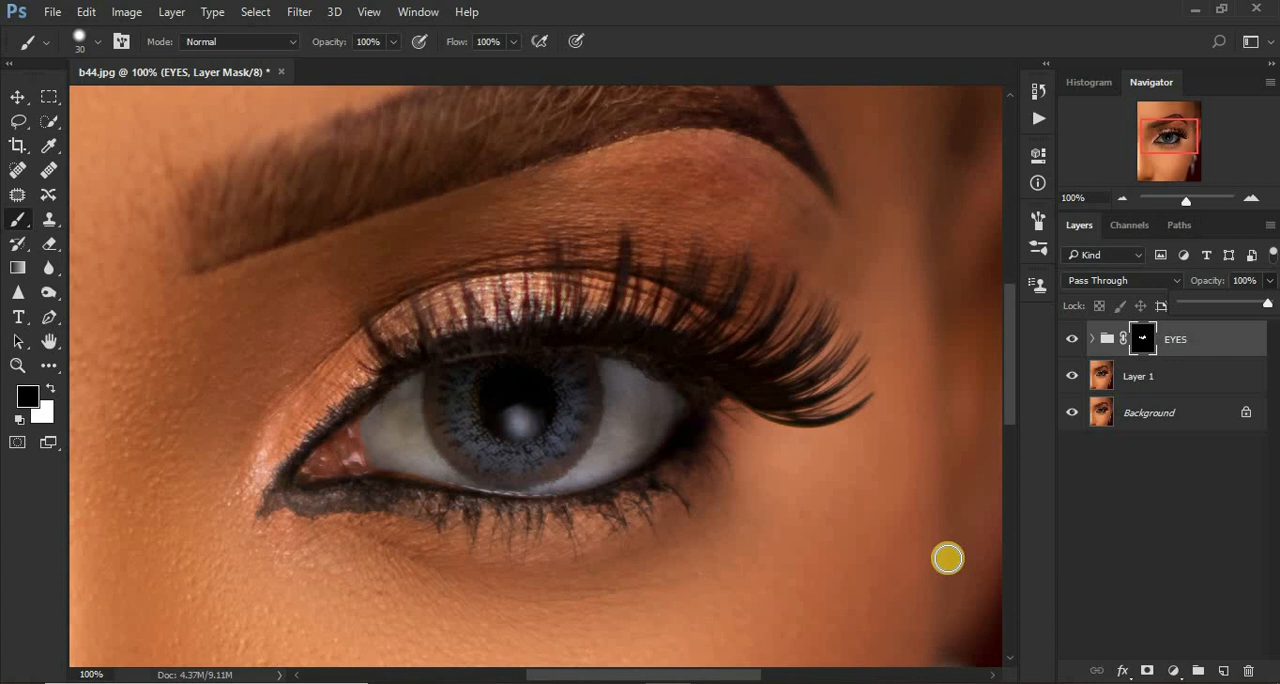 Ps File Edit Image Layer Type Select Filter 3D View Window Help
30 Mode: Normal Opacity: 100% Flow: 100%
b44.jpg @ 100% (EYES, Layer Mask/8) * ×
Histogram Navigator
100%
Layers Channels Paths
Kind
Pass Through Opacity: 100%
Lock:
EYES
Layer 1
Background
100% Doc: 4.37M/9.11M